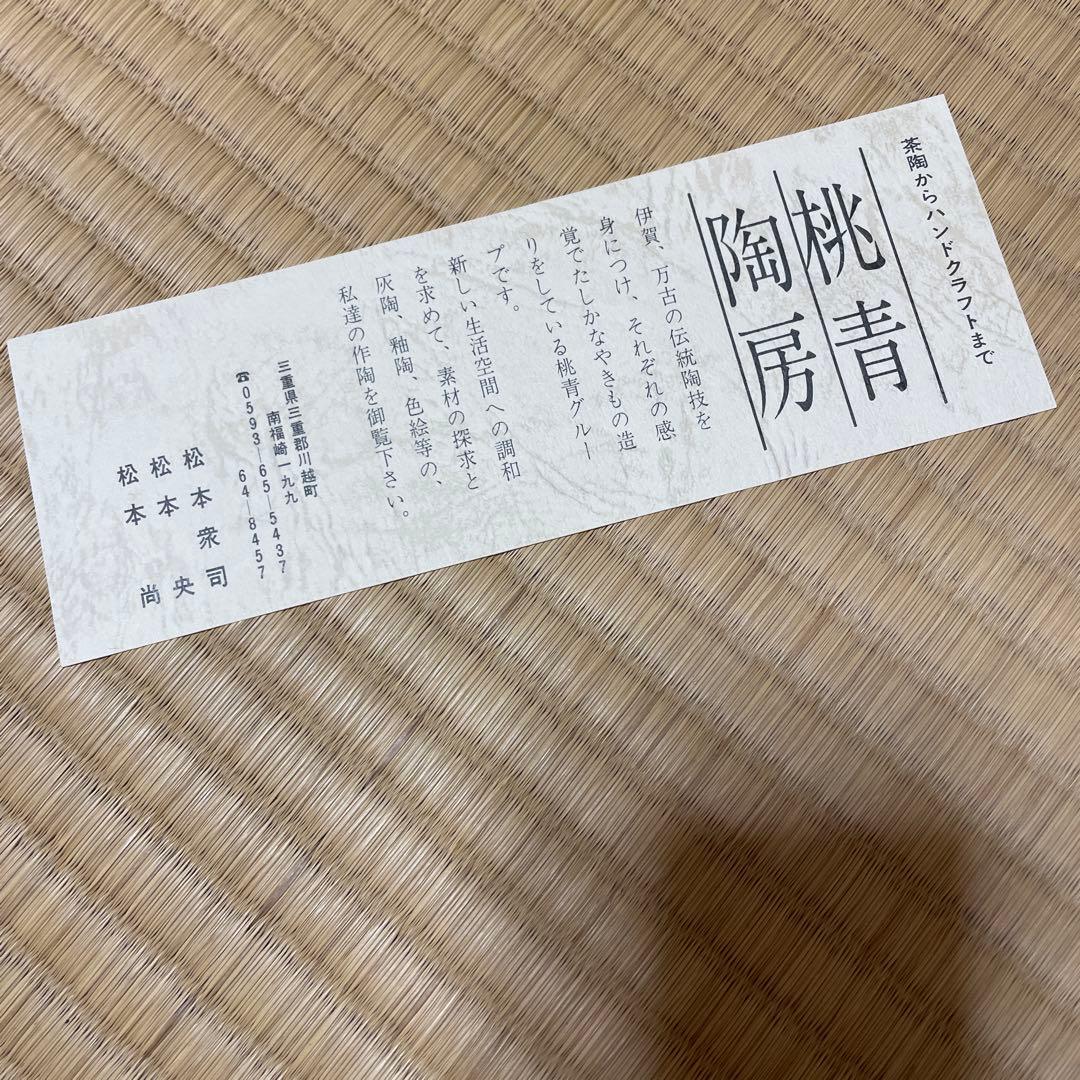 茶陶からハンドクラフトまで
桃青
陶房
伊賀、万古の伝統陶技を
身につけ、それぞれの感
覚でたしかなやきもの造
りをしている桃青グルー
プです。
新しい生活空間への調和
を求めて、素材の探求と
灰陶、釉陶、色絵等の、
私達の作陶を御覧下さい。
三重県三重郡川越町
南福崎一九九
☎0593―65―5437
64―8457
松本衆司
松本央
松本尚